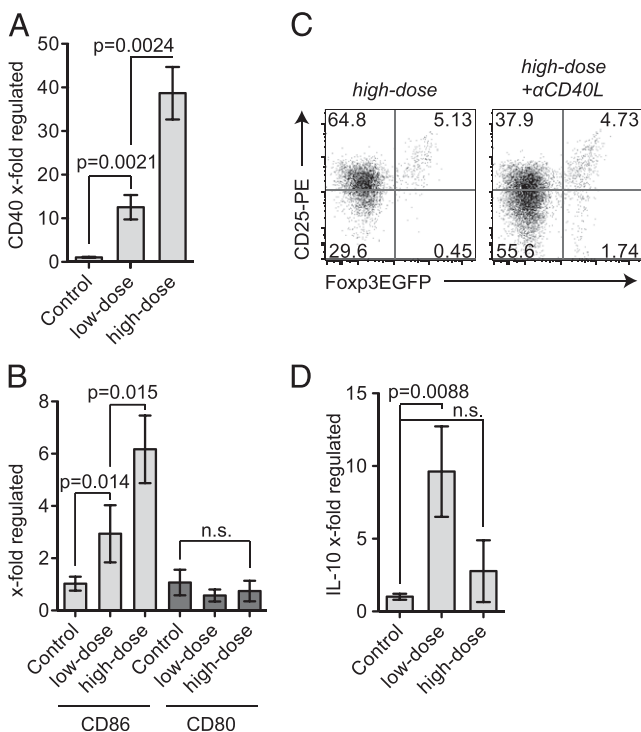 A
CD40 x-fold regulated
50
40
30
20
10
0
p=0.0024
p=0.0021
Control
low-dose
high-dose
C
high-dose
high-dose
+αCD40L
64.8
5.13
29.6
0.45
37.9
4.73
55.6
1.74
CD25-PE
Foxp3EGFP
B
x-fold regulated
8
6
4
2
0
p=0.015
p=0.014
n.s.
Control
low-dose
high-dose
Control
low-dose
high-dose
CD86
CD80
D
IL-10 x-fold regulated
15
10
5
0
p=0.0088
n.s.
Control
low-dose
high-dose